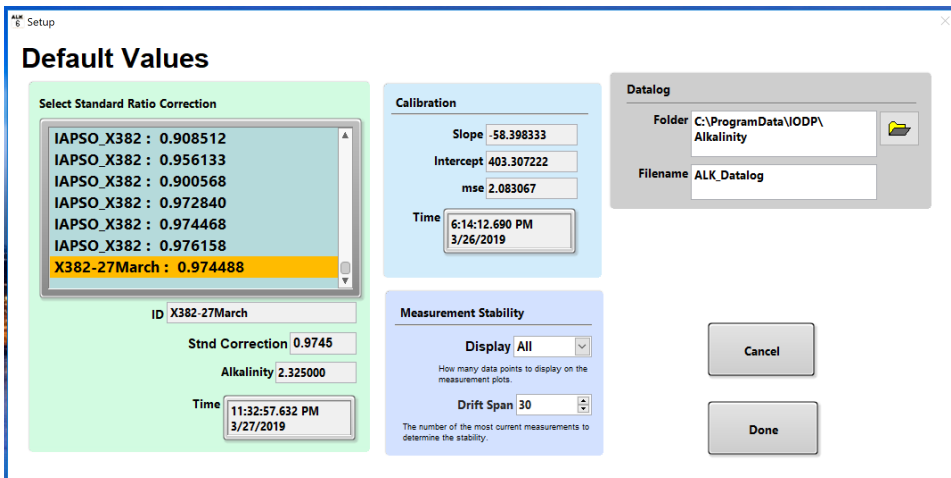 ALK
6 Setup
Default Values
Select Standard Ratio Correction
IAPSO_X382 : 0.908512
IAPSO_X382 : 0.956133
IAPSO_X382 : 0.900568
IAPSO_X382 : 0.972840
IAPSO_X382 : 0.974468
IAPSO_X382 : 0.976158
X382-27March : 0.974488
ID X382-27March
Stnd Correction 0.9745
Alkalinity 2.325000
Time 11:32:57.632 PM
3/27/2019
Calibration
Slope -58.398333
Intercept 403.307222
mse 2.083067
Time 6:14:12.690 PM
3/26/2019
Measurement Stability
Display All
How many data points to display on the
measurement plots.
Drift Span 30
The number of the most current measurements to
determine the stability.
Datalog
Folder C:\ProgramData\IODP\
Alkalinity
Filename ALK_Datalog
Cancel
Done